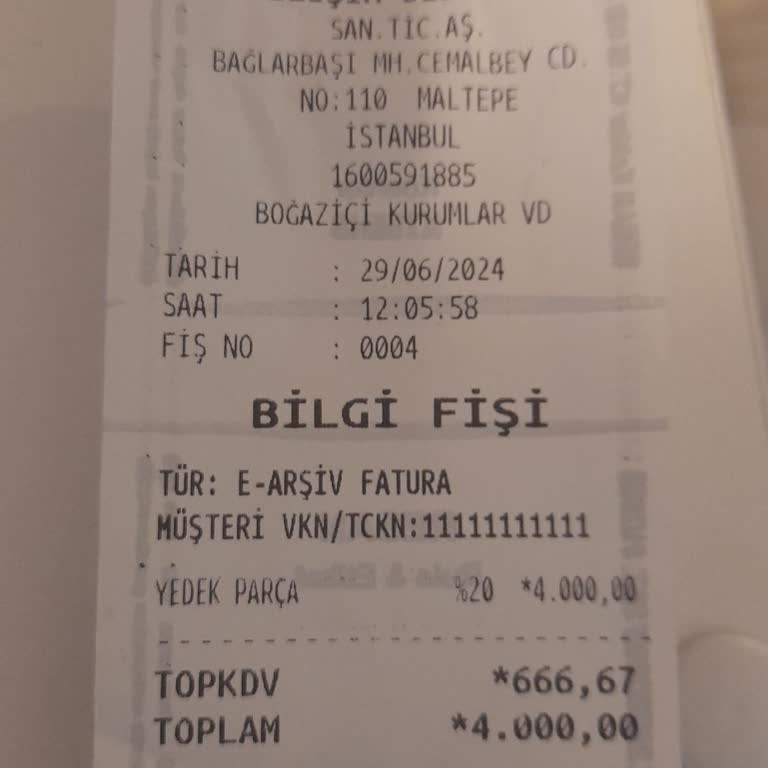 SAN.TİC.AŞ.
BAĞLARBAŞI MH.CEMALBEY CD.
NO:110 MALTEPE
İSTANBUL
1600591885
BOĞAZİÇİ KURUMLAR VD
TARİH : 29/06/2024
SAAT : 12:05:58
FİŞ NO : 0004
BİLGİ FİŞİ
TÜR: E-ARŞİV FATURA
MÜŞTERİ VKN/TCKN:11111111111
YEDEK PARÇA %20 *4.000,00
TOPKDV *666,67
TOPLAM *4.000,00